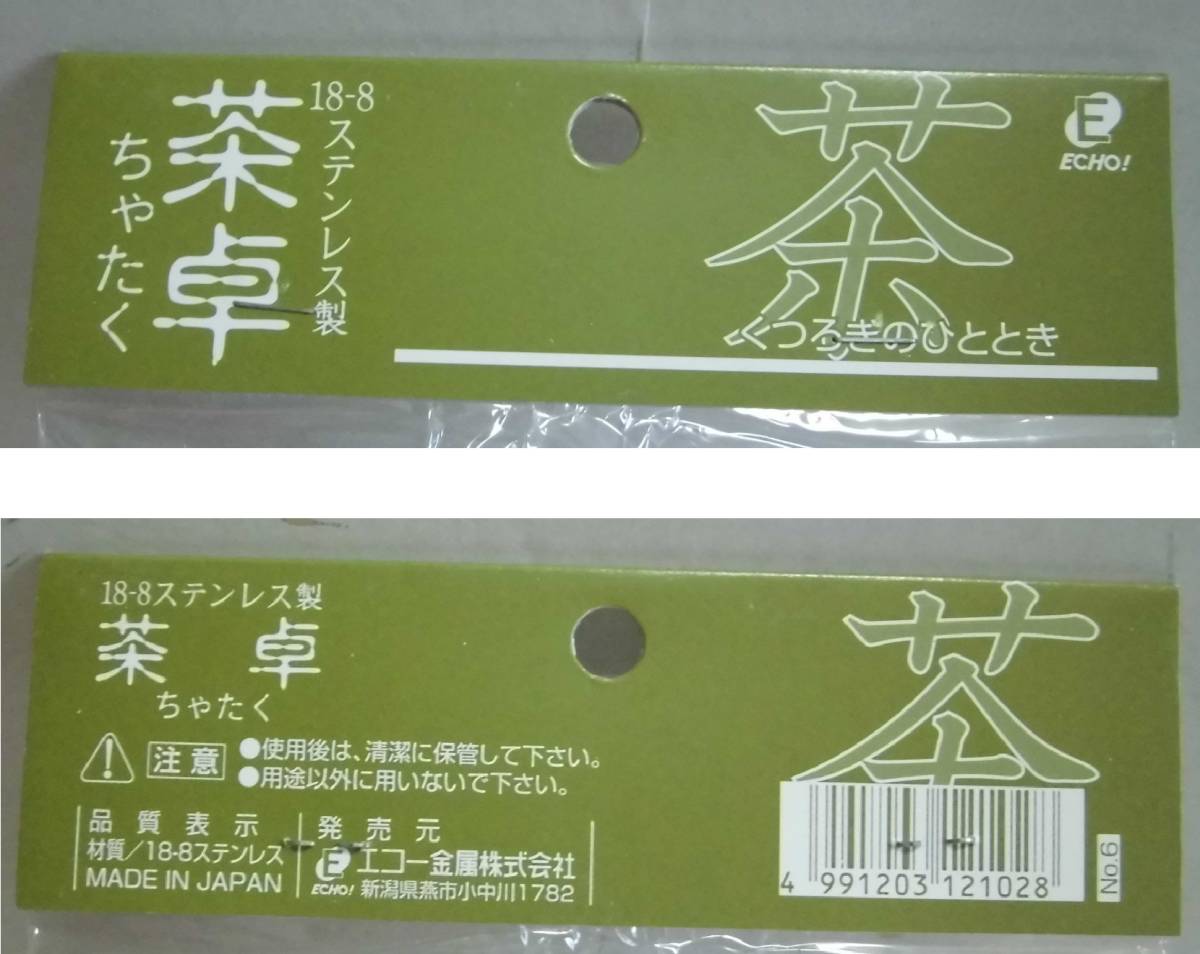 18-8ステンレス製
茶卓
ちゃたく
茶
くつろぎのひととき
E
ECHO!
18-8ステンレス製
茶卓
ちゃたく
注意
●使用後は、清潔に保管して下さい。
●用途以外に用いないで下さい。
品質表示
材質/18-8ステンレス
MADE IN JAPAN
発売元
E ECHO! エコー金属株式会社
新潟県燕市小中川1782
茶
4 991203 121028
No.6